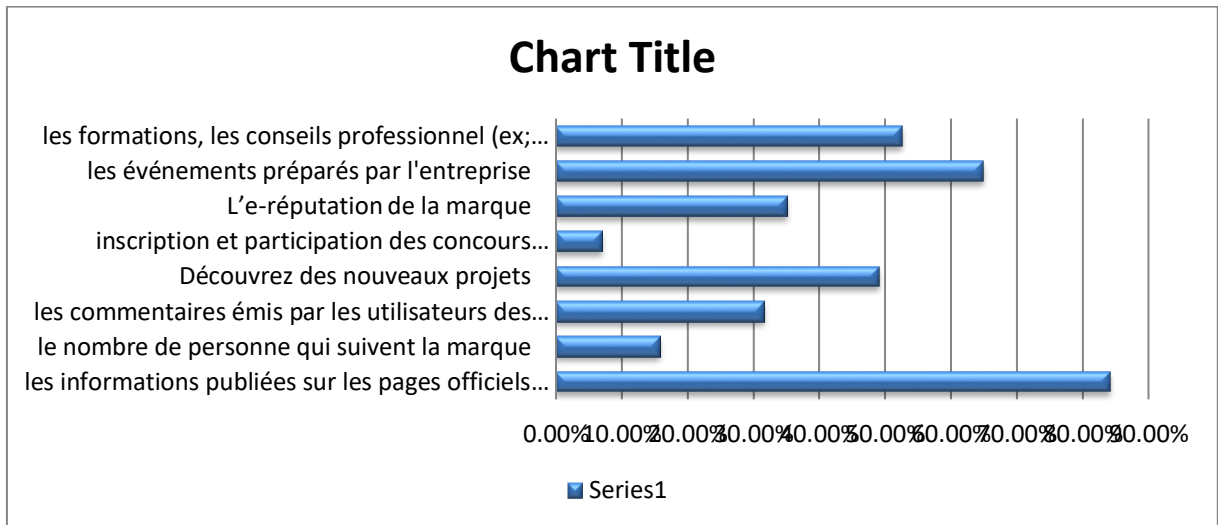 Chart Title
les formations, les conseils professionnel (ex;...
les événements préparés par l'entreprise
L’e-réputation de la marque
inscription et participation des concours...
Découvrez des nouveaux projets
les commentaires émis par les utilisateurs des...
le nombre de personne qui suivent la marque
les informations publiées sur les pages officiels...
0.00% 10.00% 20.00% 30.00% 40.00% 50.00% 60.00% 70.00% 80.00% 90.00%
Series1